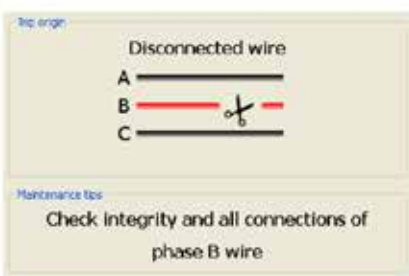 Trip origin
Disconnected wire
A
B
C
Maintenance tips
Check integrity and all connections of
phase B wire